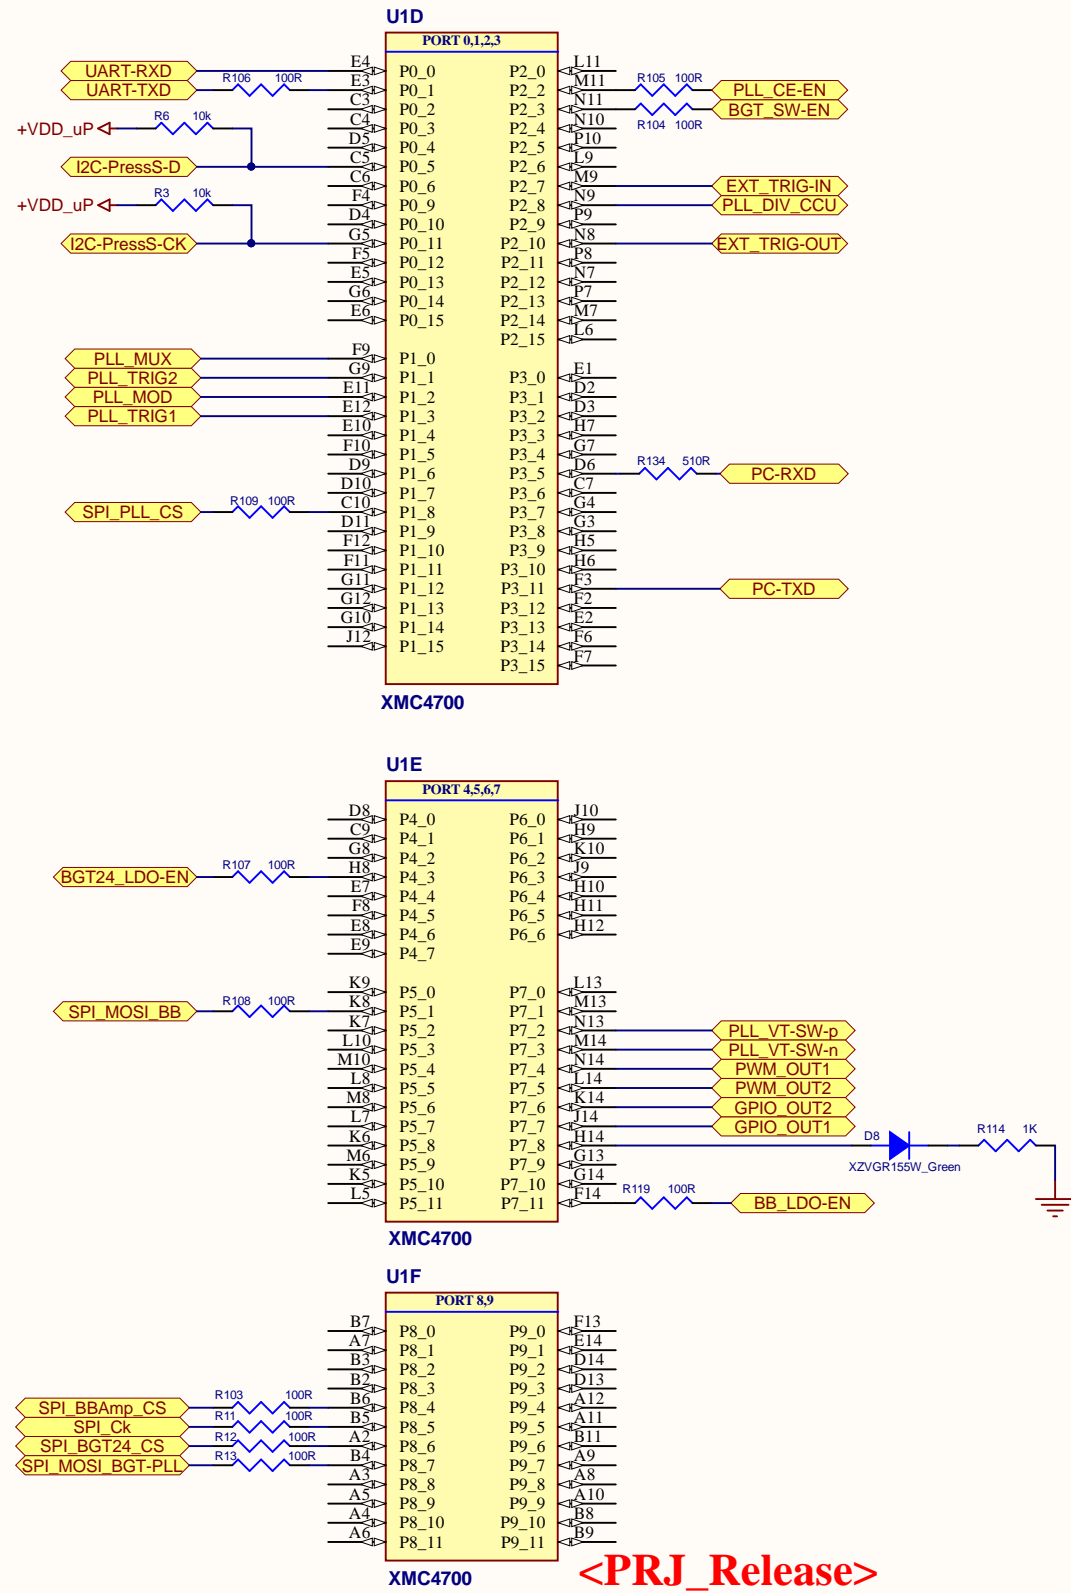 U1D
PORT 0,1,2,3
UART-RXD E4 P0_0 P2_0 L11
UART-TXD R106 100R E3 P0_1 P2_2 M11 R105 100R PLL_CE-EN
C3 P0_2 P2_3 N11 R104 100R BGT_SW-EN
+VDD_uP R6 10k C4 P0_3 P2_4 N10
D5 P0_4 P2_5 P10
I2C-PressS-D C5 P0_5 P2_6 L9
C6 P0_6 P2_7 M9 EXT_TRIG-IN
+VDD_uP R3 10k F4 P0_9 P2_8 N9 PLL_DIV_CCU
D4 P0_10 P2_9 P9
I2C-PressS-CK G5 P0_11 P2_10 N8 EXT_TRIG-OUT
F5 P0_12 P2_11 P8
E5 P0_13 P2_12 N7
G6 P0_14 P2_13 P7
E6 P0_15 P2_14 M7
P2_15 L6
PLL_MUX F9 P1_0
PLL_TRIG2 G9 P1_1 P3_0 E1
PLL_MOD E11 P1_2 P3_1 D2
PLL_TRIG1 E12 P1_3 P3_2 D3
E10 P1_4 P3_3 H7
F10 P1_5 P3_4 G7
D9 P1_6 P3_5 D6 R134 510R PC-RXD
D10 P1_7 P3_6 C7
SPI_PLL_CS R109 100R C10 P1_8 P3_7 G4
D11 P1_9 P3_8 G3
F12 P1_10 P3_9 H5
F11 P1_11 P3_10 H6
G11 P1_12 P3_11 F3 PC-TXD
G12 P1_13 P3_12 F2
G10 P1_14 P3_13 E2
J12 P1_15 P3_14 F6
P3_15 F7
XMC4700
U1E
PORT 4,5,6,7
D8 P4_0 P6_0 J10
C9 P4_1 P6_1 H9
G8 P4_2 P6_2 K10
BGT24_LDO-EN R107 100R H8 P4_3 P6_3 J9
E7 P4_4 P6_4 H10
F8 P4_5 P6_5 H11
E8 P4_6 P6_6 H12
E9 P4_7
K9 P5_0 P7_0 L13
SPI_MOSI_BB R108 100R K8 P5_1 P7_1 M13
K7 P5_2 P7_2 N13 PLL_VT-SW-p
L10 P5_3 P7_3 M14 PLL_VT-SW-n
M10 P5_4 P7_4 N14 PWM_OUT1
L8 P5_5 P7_5 L14 PWM_OUT2
M8 P5_6 P7_6 K14 GPIO_OUT2
L7 P5_7 P7_7 J14 GPIO_OUT1
K6 P5_8 P7_8 H14 D8 R114 1K
XZVGR155W_Green
M6 P5_9 P7_9 G13
K5 P5_10 P7_10 G14
L5 P5_11 P7_11 F14 R119 100R BB_LDO-EN
XMC4700
U1F
PORT 8,9
B7 P8_0 P9_0 F13
A7 P8_1 P9_1 E14
B3 P8_2 P9_2 D14
B2 P8_3 P9_3 D13
SPI_BBAmp_CS R103 100R B6 P8_4 P9_4 A12
SPI_Ck R11 100R B5 P8_5 P9_5 A11
SPI_BGT24_CS R12 100R A2 P8_6 P9_6 B11
SPI_MOSI_BGT-PLL R13 100R B4 P8_7 P9_7 A9
A3 P8_8 P9_8 A8
A5 P8_9 P9_9 A10
A4 P8_10 P9_10 B8
A6 P8_11 P9_11 B9
XMC4700
<PRJ_Release>